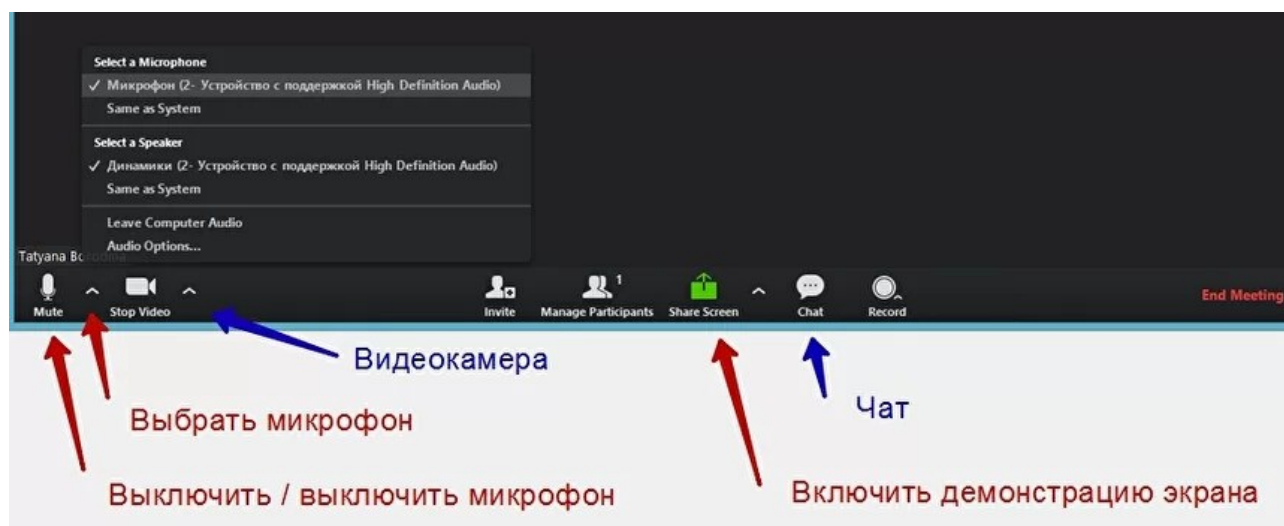 Select a Microphone
✓ Микрофон (2- Устройство с поддержкой High Definition Audio)
Same as System
Select a Speaker
✓ Динамики (2- Устройство с поддержкой High Definition Audio)
Same as System
Leave Computer Audio
Audio Options...
Tatyana
Mute
Stop Video
Invite
1
Manage Participants
Share Screen
Chat
Record
End Meeting
Видеокамера
Выбрать микрофон
Чат
Выключить / выключить микрофон
Включить демонстрацию экрана